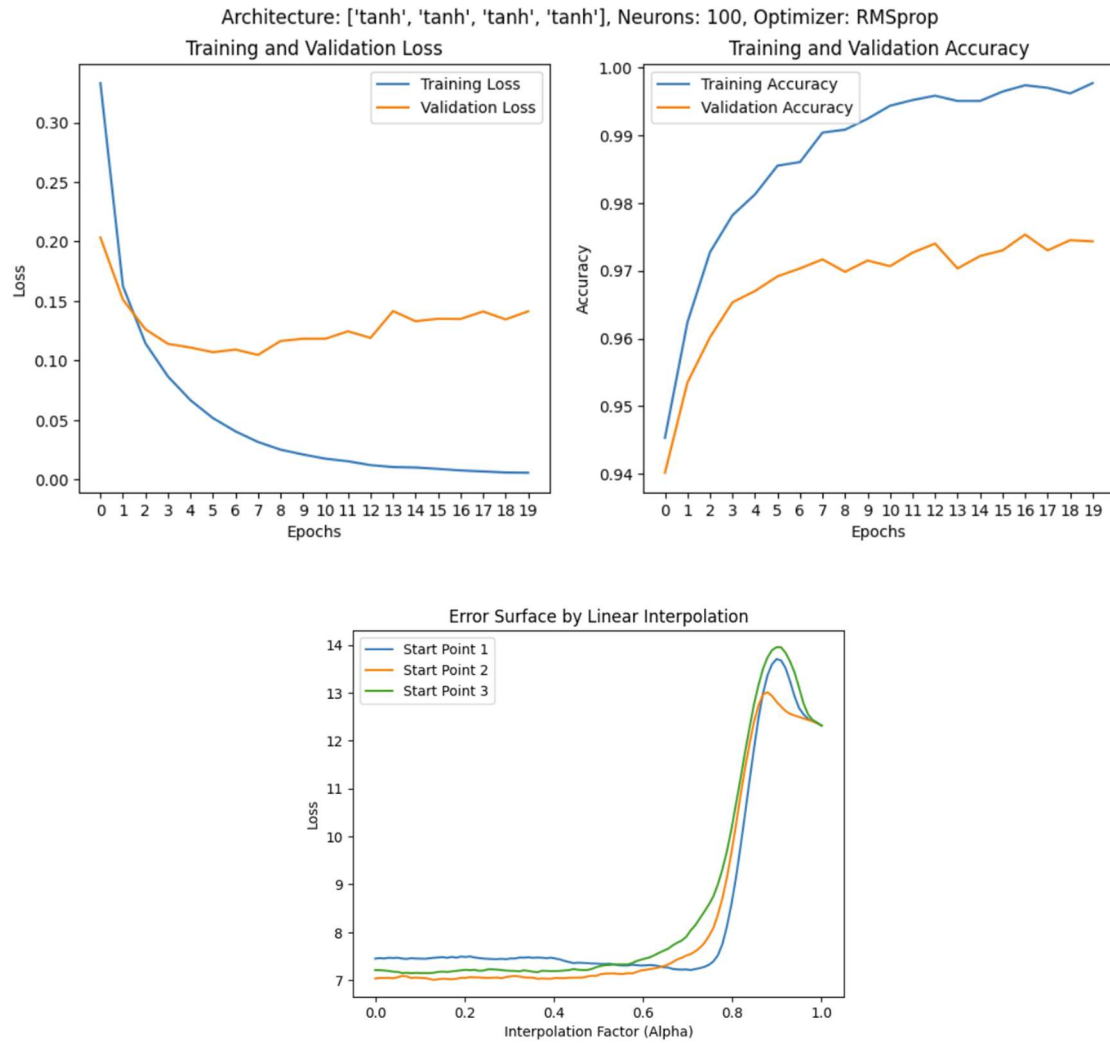 Architecture: ['tanh', 'tanh', 'tanh', 'tanh'], Neurons: 100, Optimizer: RMSprop
Training and Validation Loss
Training Loss
Validation Loss
0.30
0.25
0.20
0.15
0.10
0.05
0.00
Loss
0 1 2 3 4 5 6 7 8 9 10 11 12 13 14 15 16 17 18 19
Epochs
Training and Validation Accuracy
Training Accuracy
Validation Accuracy
1.00
0.99
0.98
0.97
0.96
0.95
0.94
Accuracy
0 1 2 3 4 5 6 7 8 9 10 11 12 13 14 15 16 17 18 19
Epochs
Error Surface by Linear Interpolation
Start Point 1
Start Point 2
Start Point 3
14
13
12
11
10
9
8
7
Loss
0.0 0.2 0.4 0.6 0.8 1.0
Interpolation Factor (Alpha)